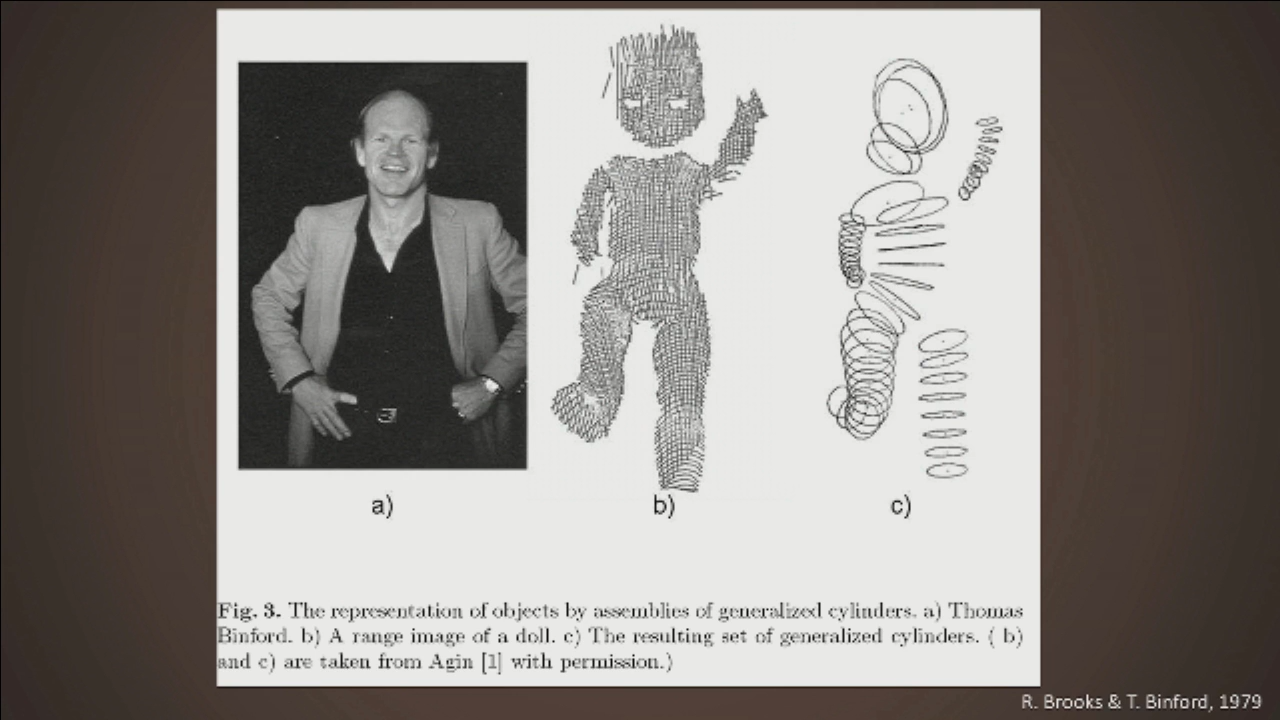 a)
b)
c)
Fig. 3. The representation of objects by assemblies of generalized cylinders. a) Thomas
Binford. b) A range image of a doll. c) The resulting set of generalized cylinders. ( b)
and c) are taken from Agin [1] with permission.)
R. Brooks & T. Binford, 1979